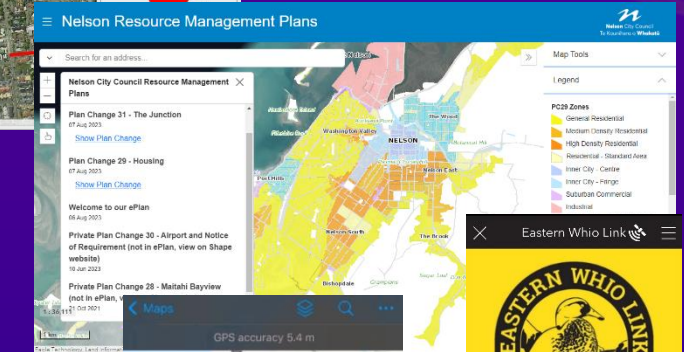 Nelson Resource Management Plans
Nelson City Council
Te Kaunihera o Whakatū
Search for an address...
Map Tools
Legend
Nelson City Council Resource Management
Plans
Plan Change 31 - The Junction
07 Aug 2023
Show Plan Change
Plan Change 29 - Housing
07 Aug 2023
Show Plan Change
Welcome to our ePlan
06 Aug 2023
Private Plan Change 30 - Airport and Notice
of Requirement (not in ePlan, view on Shape
website)
Private Plan Change 28 - Maitahi Bayview
(not in ePlan, v
21 Oct 2021
Washington Valley
The Wood
NELSON
Port Hills
Nelson East
Nelson South
The Brook
Bishopdale
PC29 Zones
General Residential
Medium Density Residential
High Density Residential
Residential - Standard Area
Inner City - Centre
Inner City - Fringe
Suburban Commercial
Industrial
Maps
GPS accuracy 5.4 m
Eastern Whio Link
EASTERN WHIO LINK